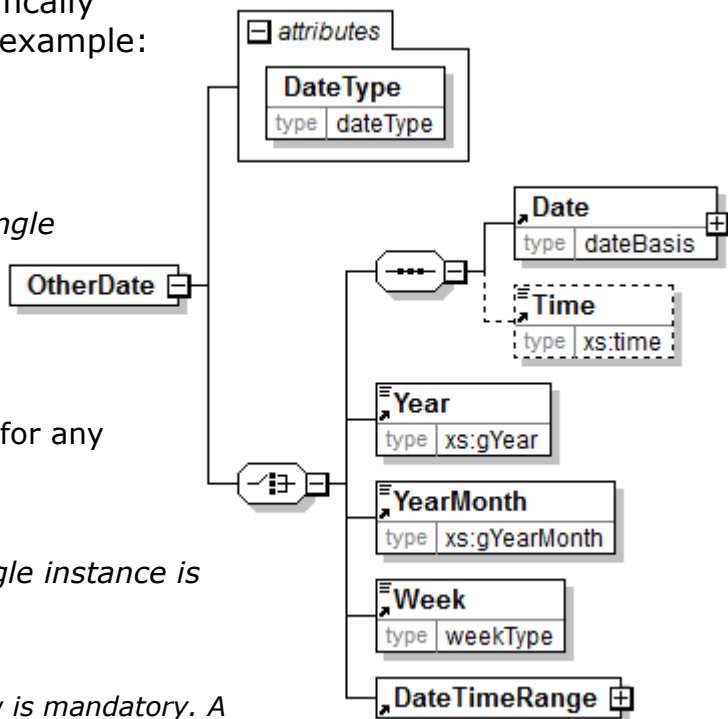 fically
example:
ngle
for any
gle instance is
y is mandatory. A
attributes
DateType
type dateType
OtherDate
Date
type dateBasis
Time
type xs:time
Year
type xs:gYear
YearMonth
type xs:gYearMonth
Week
type weekType
DateTimeRange